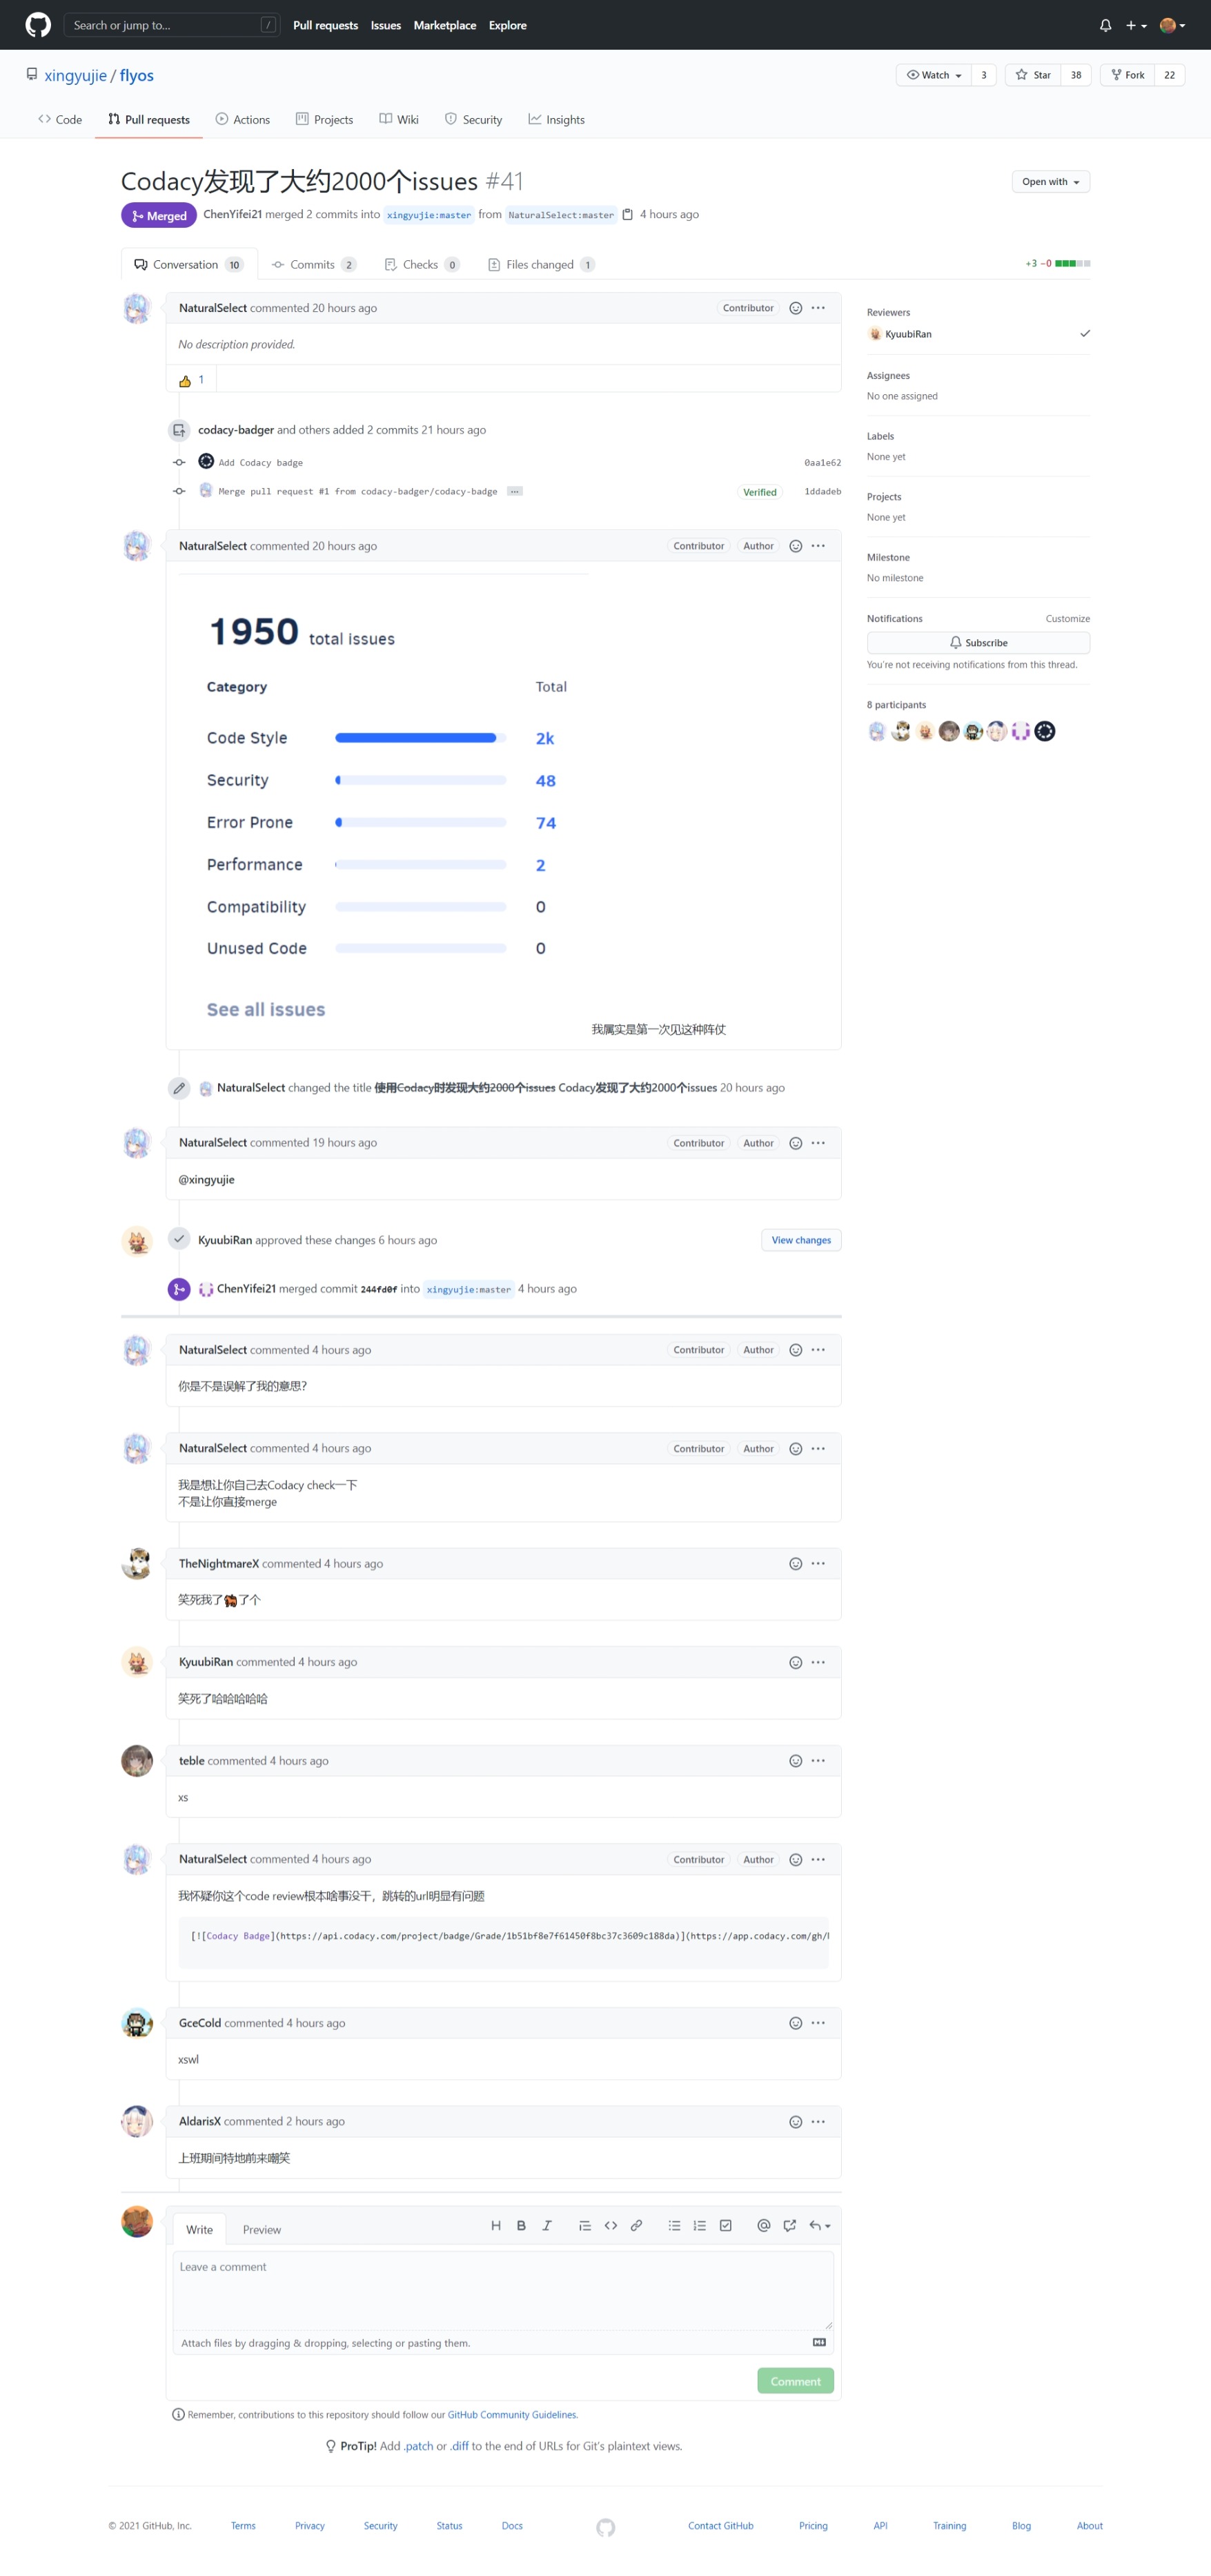 Search or jump to...
/
Pull requests Issues Marketplace Explore
xingyujie / flyos
Watch 3 Star 38 Fork 22
Code Pull requests Actions Projects Wiki Security Insights
Codacy发现了大约2000个issues #41
Open with
Merged ChenYifei21 merged 2 commits into xingyujie:master from NaturalSelect:master 4 hours ago
Conversation 10 Commits 2 Checks 0 Files changed 1
+3 −0
NaturalSelect commented 20 hours ago
Contributor
No description provided.
👍 1
codacy-badger and others added 2 commits 21 hours ago
Add Codacy badge 0aa1e62
Merge pull request #1 from codacy-badger/codacy-badge ... Verified 1ddadeb
NaturalSelect commented 20 hours ago
Contributor Author
1950 total issues
Category Total
Code Style 2k
Security 48
Error Prone 74
Performance 2
Compatibility 0
Unused Code 0
See all issues
我属实是第一次见这种阵仗
NaturalSelect changed the title 使用Codacy时发现大约2000个issues Codacy发现了大约2000个issues 20 hours ago
NaturalSelect commented 19 hours ago
Contributor Author
@xingyujie
KyuubiRan approved these changes 6 hours ago
View changes
ChenYifei21 merged commit 244fd0f into xingyujie:master 4 hours ago
NaturalSelect commented 4 hours ago
Contributor Author
你是不是误解了我的意思?
NaturalSelect commented 4 hours ago
Contributor Author
我是想让你自己去Codacy check一下
不是让你直接merge
TheNightmareX commented 4 hours ago
笑死我了🐴了个
KyuubiRan commented 4 hours ago
笑死了哈哈哈哈哈
teble commented 4 hours ago
xs
NaturalSelect commented 4 hours ago
Contributor Author
我怀疑你这个code review根本啥事没干，跳转的url明显有问题
[![Codacy Badge](https://api.codacy.com/project/badge/Grade/1b51bf8e7f61450f8bc37c3609c188da)](https://app.codacy.com/gh/
GceCold commented 4 hours ago
xswl
AldarisX commented 2 hours ago
上班期间特地前来嘲笑
Write Preview
Leave a comment
Attach files by dragging & dropping, selecting or pasting them.
Comment
Remember, contributions to this repository should follow our GitHub Community Guidelines.
ProTip! Add .patch or .diff to the end of URLs for Git's plaintext views.
Reviewers
KyuubiRan
Assignees
No one assigned
Labels
None yet
Projects
None yet
Milestone
No milestone
Notifications Customize
Subscribe
You're not receiving notifications from this thread.
8 participants
© 2021 GitHub, Inc. Terms Privacy Security Status Docs Contact GitHub Pricing API Training Blog About